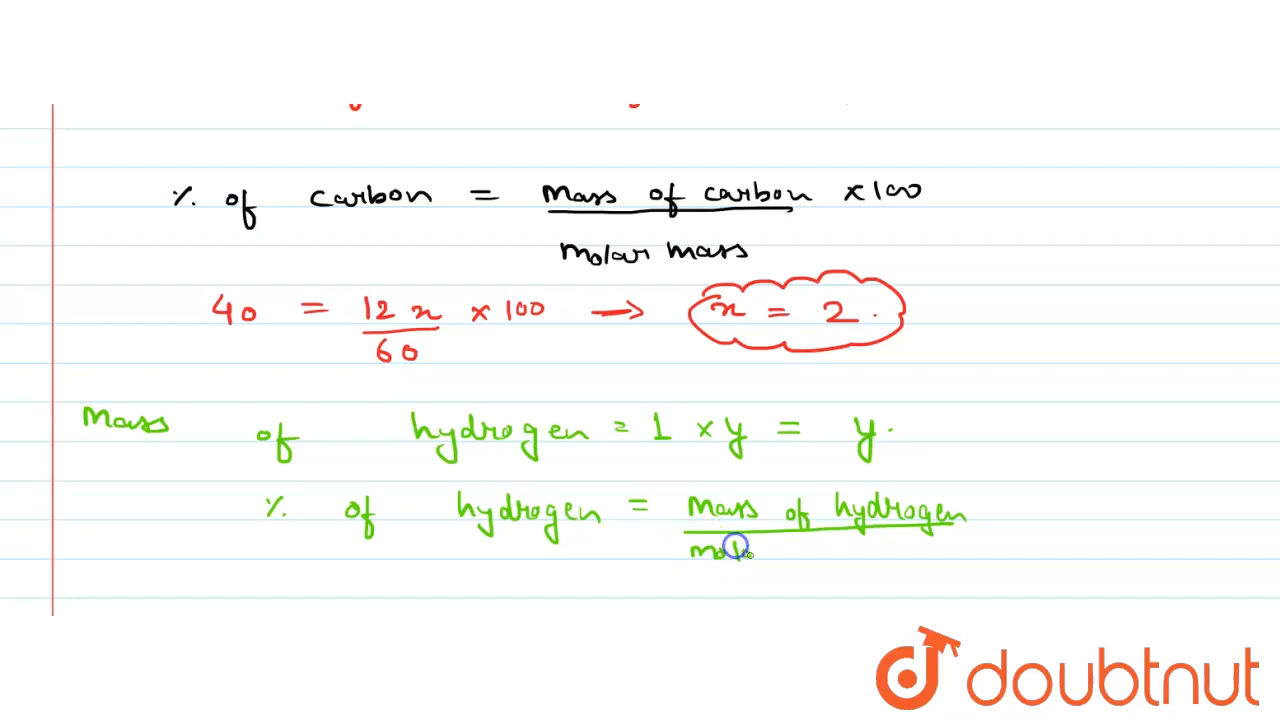 % of carbon = Mass of carbon x 100
molar mass
40 = 12 x x 100 → x = 2.
60
Mass of hydrogen = 1 x y = y.
% of hydrogen = Mass of hydrogen
doubtnut